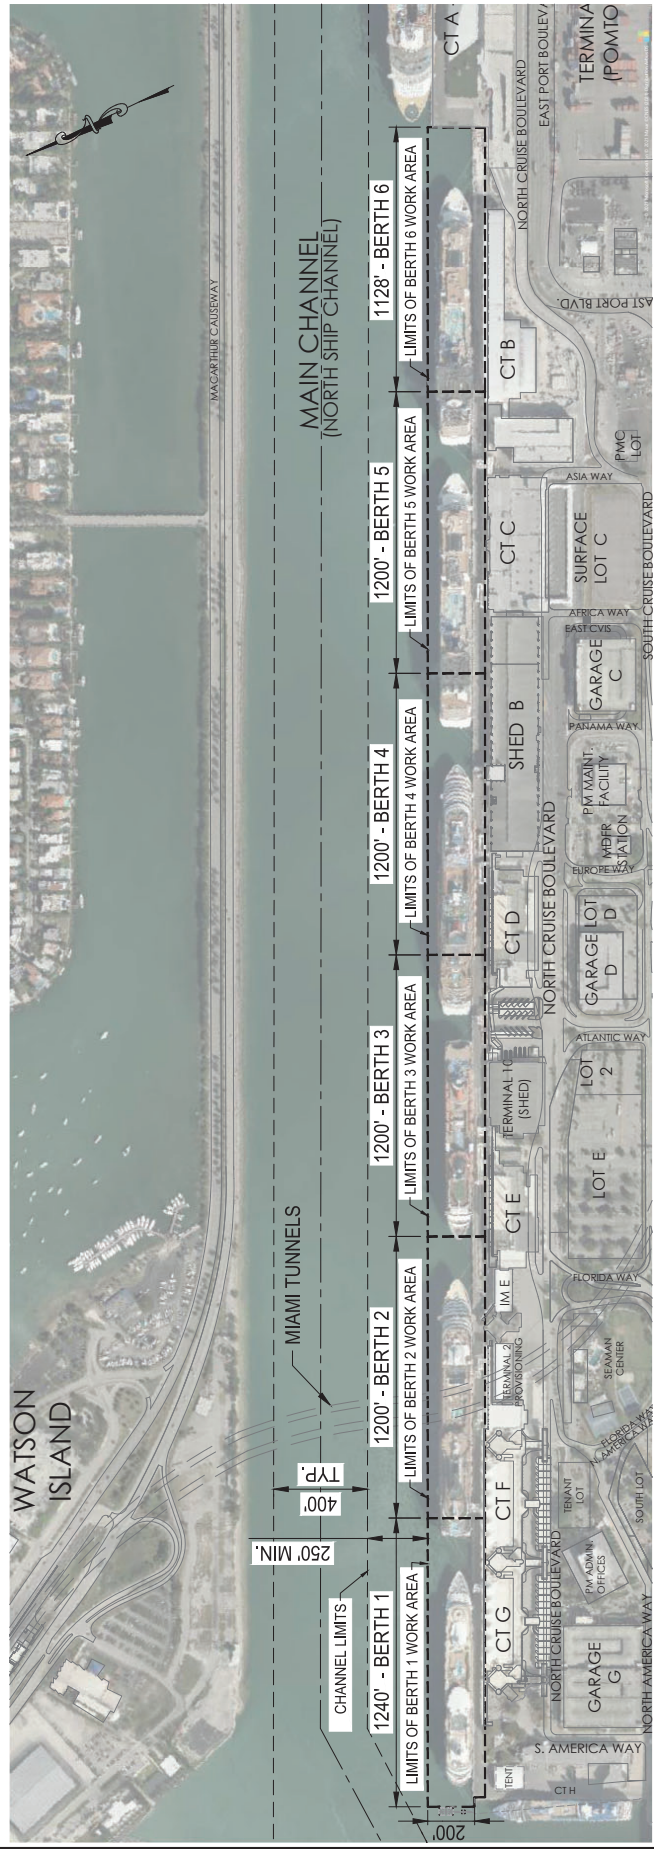 WATSON
ISLAND
MACARTHUR CAUSEWAY
MIAMI TUNNELS
MAIN CHANNEL
(NORTH SHIP CHANNEL)
400'
TYP.
250' MIN.
CHANNEL LIMITS
200'
1240' - BERTH 1
1200' - BERTH 2
1200' - BERTH 3
1200' - BERTH 4
1200' - BERTH 5
1128' - BERTH 6
LIMITS OF BERTH 1 WORK AREA
LIMITS OF BERTH 2 WORK AREA
LIMITS OF BERTH 3 WORK AREA
LIMITS OF BERTH 4 WORK AREA
LIMITS OF BERTH 5 WORK AREA
LIMITS OF BERTH 6 WORK AREA
TENT
CT G
CT F
TERMINAL 2
PROVISIONING
IM E
CT E
TERMINAL 10
(SHED)
CT D
SHED B
CT C
CT B
CT A
CT H
NORTH CRUISE BOULEVARD
NORTH CRUISE BOULEVARD
NORTH CRUISE BOULEVARD
EAST PORT BOULEV
TERMINA
(POMTO
S. AMERICA WAY
GARAGE
G
PM ADMIN
OFFICES
TENANT
LOT
SOUTH LOT
NORTH AMERICA WAY
FLORIDA WAY
N. AMERICA WAY
SEAMAN
CENTER
FLORIDA WAY
LOT E
LOT
2
ATLANTIC WAY
GARAGE LOT
D
D
EUROPE WAY
MDFR
STATION
PM MAINT.
FACILITY
PANAMA WAY
GARAGE
C
EAST CVIS
AFRICA WAY
SURFACE
LOT C
SOUTH CRUISE BOULEVARD
ASIA WAY
PMC
LOT
AST PORT BLVD.